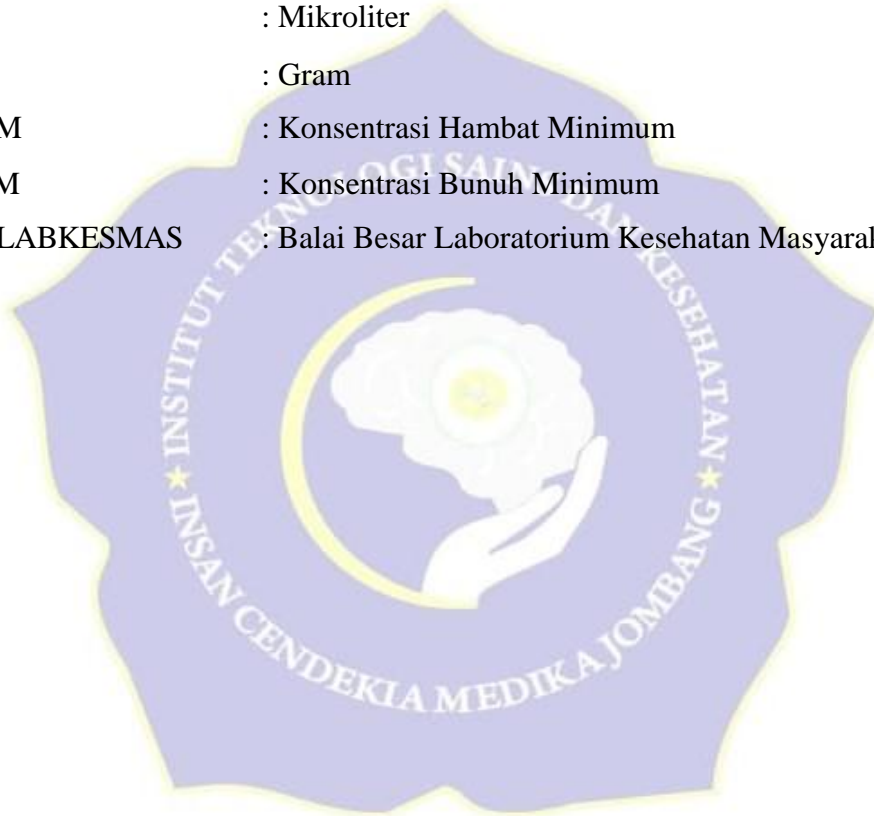 : Mikroliter
: Gram
M : Konsentrasi Hambat Minimum
M : Konsentrasi Bunuh Minimum
LABKESMAS : Balai Besar Laboratorium Kesehatan Masyarak
★ INSTITUT TEKNOLOGI SAINS DAN KESEHATAN ★
INSAN CENDEKIA MEDIKA JOMBANG